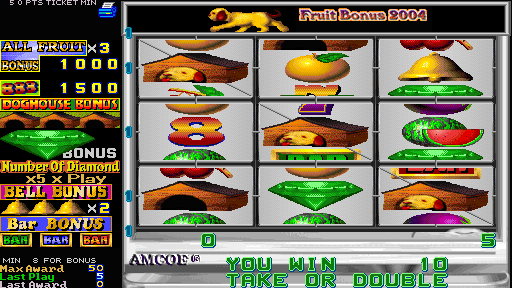 5 0 PTS TICKET MIN
Fruit Bonus 2004
ALL FRUIT x3
BONUS 1000
888 1500
DOGHOUSE BONUS
BONUS
Number Of Diamond
x5 x Play
BELL BONUS
x2
Bar BONUS
BAR BAR BAR
MIN 8 FOR BONUS
Max Award 50
Last Play 5
Last Award 0
8
0 5
AMCOE
YOU WIN 10
TAKE OR DOUBLE